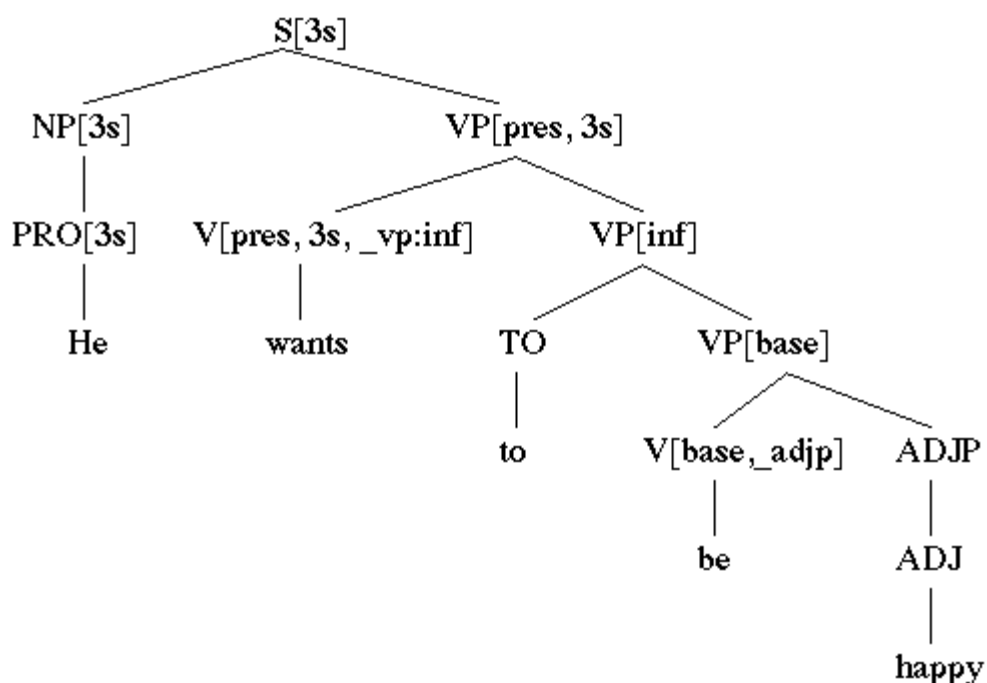 S[3s]
NP[3s] VP[pres, 3s]
PRO[3s] V[pres, 3s, _vp:inf] VP[inf]
He wants TO VP[base]
to V[base,_adjp] ADJP
be ADJ
happy